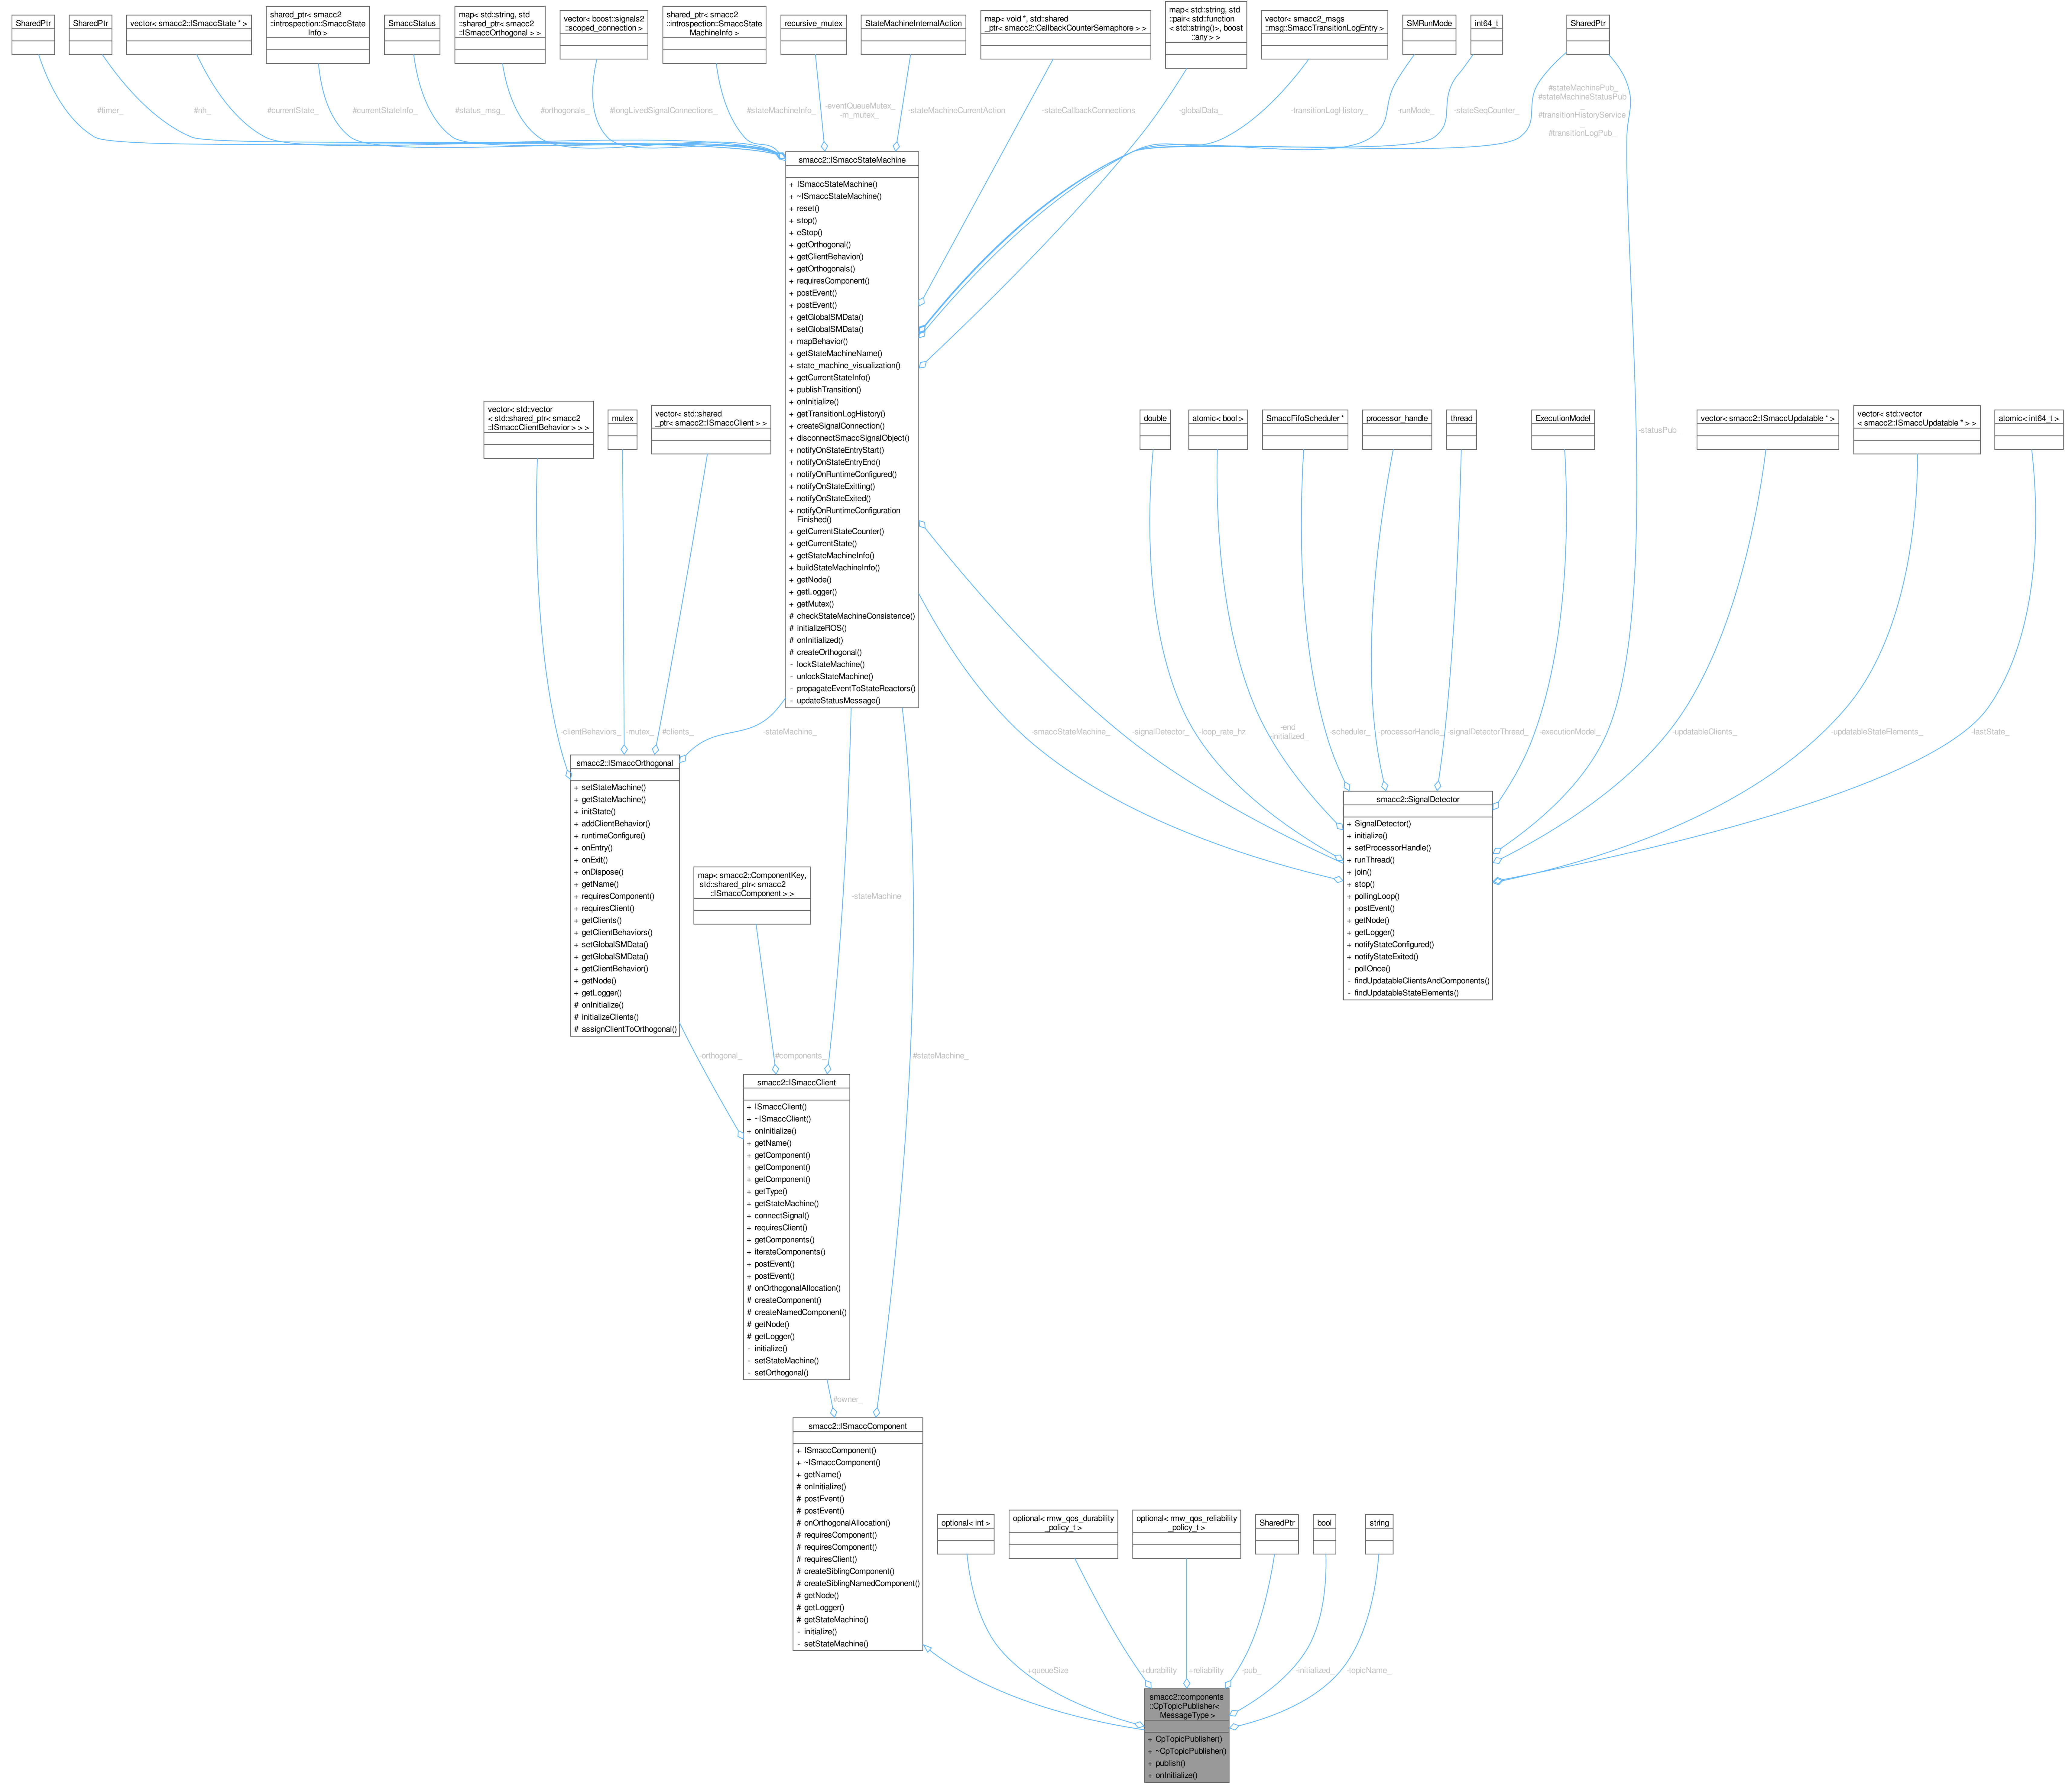 SharedPtr
SharedPtr
vector< smacc2::ISmaccState * >
shared_ptr< smacc2
::introspection::SmaccState
Info >
SmaccStatus
map< std::string, std
::shared_ptr< smacc2
::ISmaccOrthogonal > >
vector< boost::signals2
::scoped_connection >
shared_ptr< smacc2
::introspection::SmaccState
MachineInfo >
recursive_mutex
StateMachineInternalAction
map< void *, std::shared
_ptr< smacc2::CallbackCounterSemaphore > >
map< std::string, std
::pair< std::function
< std::string()>, boost
::any > >
vector< smacc2_msgs
::msg::SmaccTransitionLogEntry >
SMRunMode
int64_t
SharedPtr
#timer_
#nh_
#currentState_
#currentStateInfo_
#status_msg_
#orthogonals_
#longLivedSignalConnections_
#stateMachineInfo_
-eventQueueMutex_
-m_mutex_
-stateMachineCurrentAction
-stateCallbackConnections
-globalData_
-transitionLogHistory_
-runMode_
-stateSeqCounter_
#stateMachinePub_
#stateMachineStatusPub
_
#transitionHistoryService
_
#transitionLogPub_
smacc2::ISmaccStateMachine
+ ISmaccStateMachine()
+ ~ISmaccStateMachine()
+ reset()
+ stop()
+ eStop()
+ getOrthogonal()
+ getClientBehavior()
+ getOrthogonals()
+ requiresComponent()
+ postEvent()
+ postEvent()
+ getGlobalSMData()
+ setGlobalSMData()
+ mapBehavior()
+ getStateMachineName()
+ state_machine_visualization()
+ getCurrentStateInfo()
+ publishTransition()
+ onInitialize()
+ getTransitionLogHistory()
+ createSignalConnection()
+ disconnectSmaccSignalObject()
+ notifyOnStateEntryStart()
+ notifyOnStateEntryEnd()
+ notifyOnRuntimeConfigured()
+ notifyOnStateExitting()
+ notifyOnStateExited()
+ notifyOnRuntimeConfiguration
Finished()
+ getCurrentStateCounter()
+ getCurrentState()
+ getStateMachineInfo()
+ buildStateMachineInfo()
+ getNode()
+ getLogger()
+ getMutex()
# checkStateMachineConsistence()
# initializeROS()
# onInitialized()
# createOrthogonal()
- lockStateMachine()
- unlockStateMachine()
- propagateEventToStateReactors()
- updateStatusMessage()
vector< std::vector
< std::shared_ptr< smacc2
::ISmaccClientBehavior > > >
mutex
vector< std::shared
_ptr< smacc2::ISmaccClient > >
double
atomic< bool >
SmaccFifoScheduler *
processor_handle
thread
ExecutionModel
-statusPub_
vector< smacc2::ISmaccUpdatable * >
vector< std::vector
< smacc2::ISmaccUpdatable * > >
atomic< int64_t >
-clientBehaviors_
-mutex_
#clients_
-stateMachine_
-smaccStateMachine_
-signalDetector_
-loop_rate_hz
-end_
-initialized_
-scheduler_
-processorHandle_
-signalDetectorThread_
-executionModel_
-updatableClients_
-updatableStateElements_
-lastState_
smacc2::ISmaccOrthogonal
+ setStateMachine()
+ getStateMachine()
+ initState()
+ addClientBehavior()
+ runtimeConfigure()
+ onEntry()
+ onExit()
+ onDispose()
+ getName()
+ requiresComponent()
+ requiresClient()
+ getClients()
+ getClientBehaviors()
+ setGlobalSMData()
+ getGlobalSMData()
+ getClientBehavior()
+ getNode()
+ getLogger()
# onInitialize()
# initializeClients()
# assignClientToOrthogonal()
smacc2::SignalDetector
+ SignalDetector()
+ initialize()
+ setProcessorHandle()
+ runThread()
+ join()
+ stop()
+ pollingLoop()
+ postEvent()
+ getNode()
+ getLogger()
+ notifyStateConfigured()
+ notifyStateExited()
- pollOnce()
- findUpdatableClientsAndComponents()
- findUpdatableStateElements()
map< smacc2::ComponentKey,
std::shared_ptr< smacc2
::ISmaccComponent > >
-stateMachine_
-orthogonal_
#components_
#stateMachine_
smacc2::ISmaccClient
+ ISmaccClient()
+ ~ISmaccClient()
+ onInitialize()
+ getName()
+ getComponent()
+ getComponent()
+ getComponent()
+ getType()
+ getStateMachine()
+ connectSignal()
+ requiresClient()
+ getComponents()
+ iterateComponents()
+ postEvent()
+ postEvent()
# onOrthogonalAllocation()
# createComponent()
# createNamedComponent()
# getNode()
# getLogger()
- initialize()
- setStateMachine()
- setOrthogonal()
#owner_
smacc2::ISmaccComponent
+ ISmaccComponent()
+ ~ISmaccComponent()
+ getName()
# onInitialize()
# postEvent()
# postEvent()
# onOrthogonalAllocation()
# requiresComponent()
# requiresComponent()
# requiresClient()
# createSiblingComponent()
# createSiblingNamedComponent()
# getNode()
# getLogger()
# getStateMachine()
- initialize()
- setStateMachine()
optional< int >
optional< rmw_qos_durability
_policy_t >
optional< rmw_qos_reliability
_policy_t >
SharedPtr
bool
string
+queueSize
+durability
+reliability
-pub_
-initialized_
-topicName_
smacc2::components
::CpTopicPublisher<
MessageType >
+ CpTopicPublisher()
+ ~CpTopicPublisher()
+ publish()
+ onInitialize()